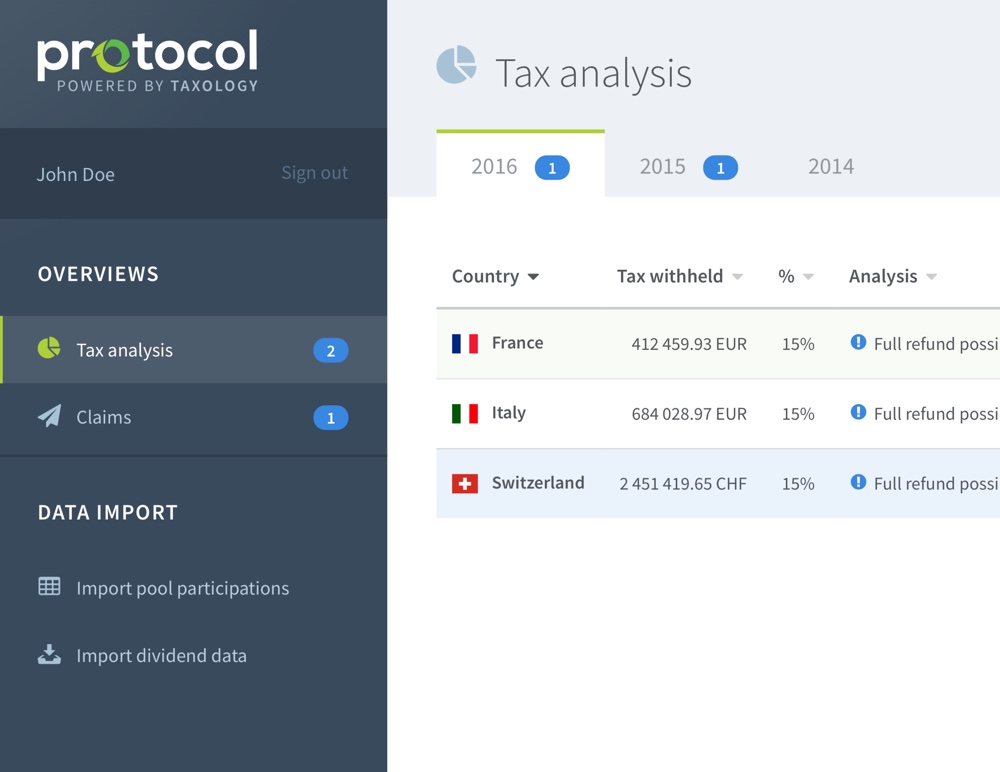 protocol
POWERED BY TAXOLOGY
John Doe Sign out
OVERVIEWS
Tax analysis 2
Claims 1
DATA IMPORT
Import pool participations
Import dividend data
Tax analysis
2016 1 2015 1 2014
Country Tax withheld % Analysis
France 412 459.93 EUR 15% Full refund possi
Italy 684 028.97 EUR 15% Full refund possi
Switzerland 2 451 419.65 CHF 15% Full refund possi